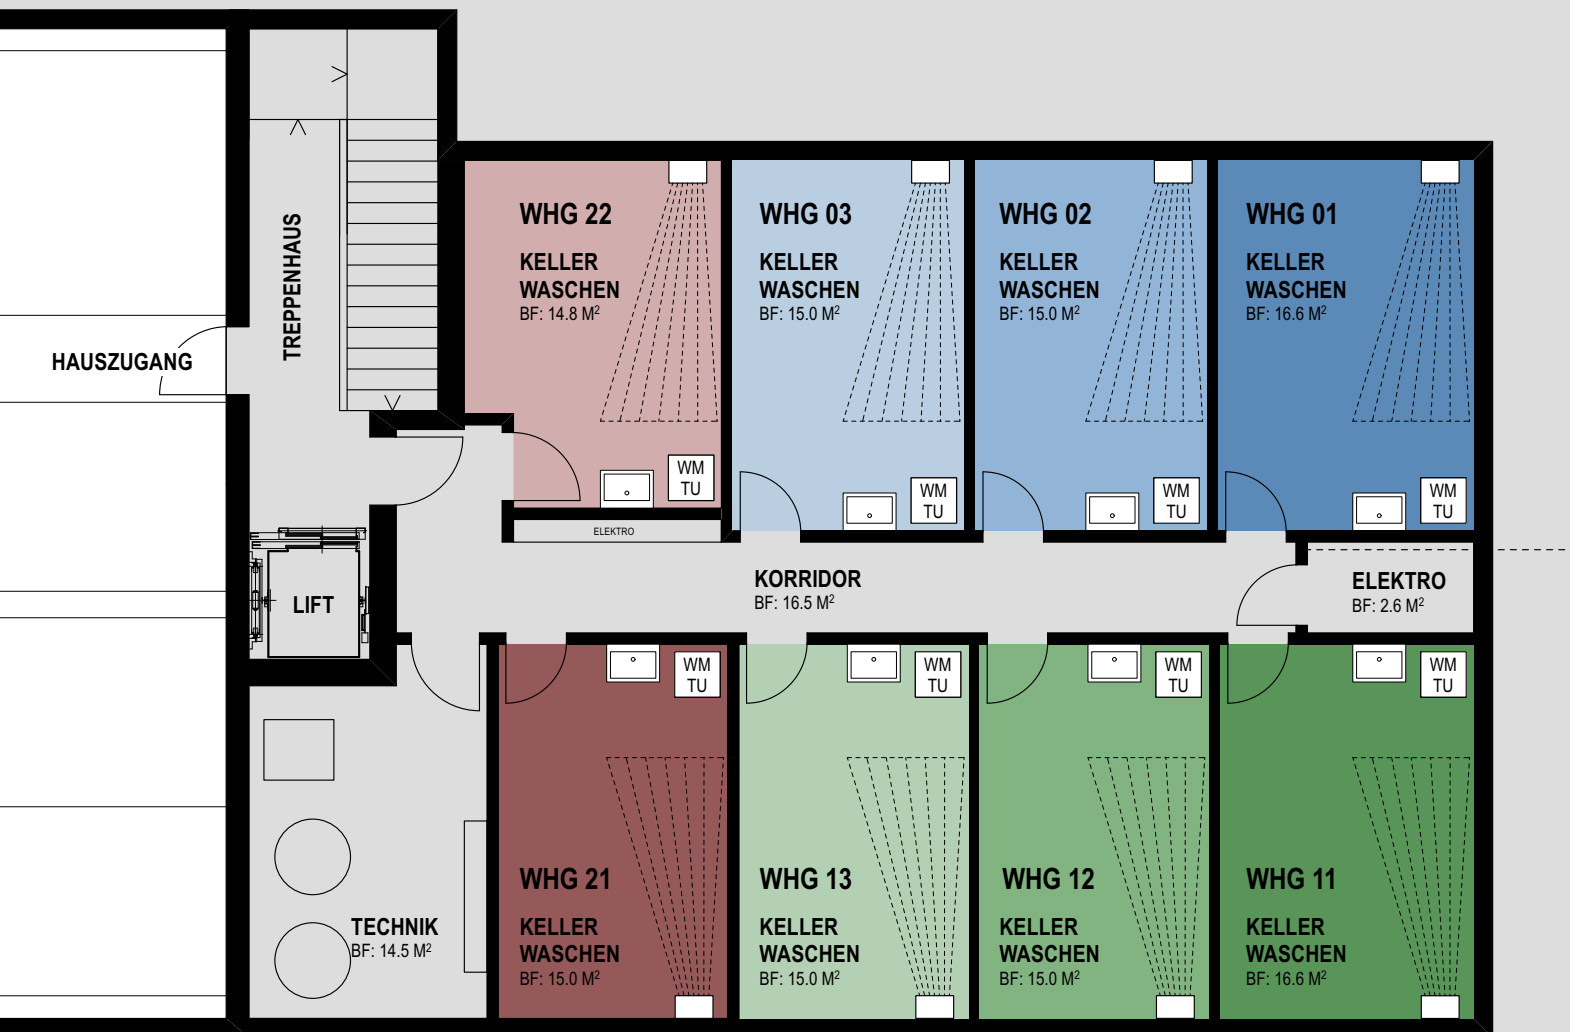 WHG 22
KELLER
WASCHEN
BF: 14.8 M²
WM
TU
WHG 03
KELLER
WASCHEN
BF: 15.0 M²
WM
TU
WHG 02
KELLER
WASCHEN
BF: 15.0 M²
WM
TU
WHG 01
KELLER
WASCHEN
BF: 16.6 M²
WM
TU
TREPPENHAUS
HAUSZUGANG
ELEKTRO
LIFT
KORRIDOR
BF: 16.5 M²
ELEKTRO
BF: 2.6 M²
TECHNIK
BF: 14.5 M²
WM
TU
WHG 21
KELLER
WASCHEN
BF: 15.0 M²
WM
TU
WHG 13
KELLER
WASCHEN
BF: 15.0 M²
WM
TU
WHG 12
KELLER
WASCHEN
BF: 15.0 M²
WM
TU
WHG 11
KELLER
WASCHEN
BF: 16.6 M²